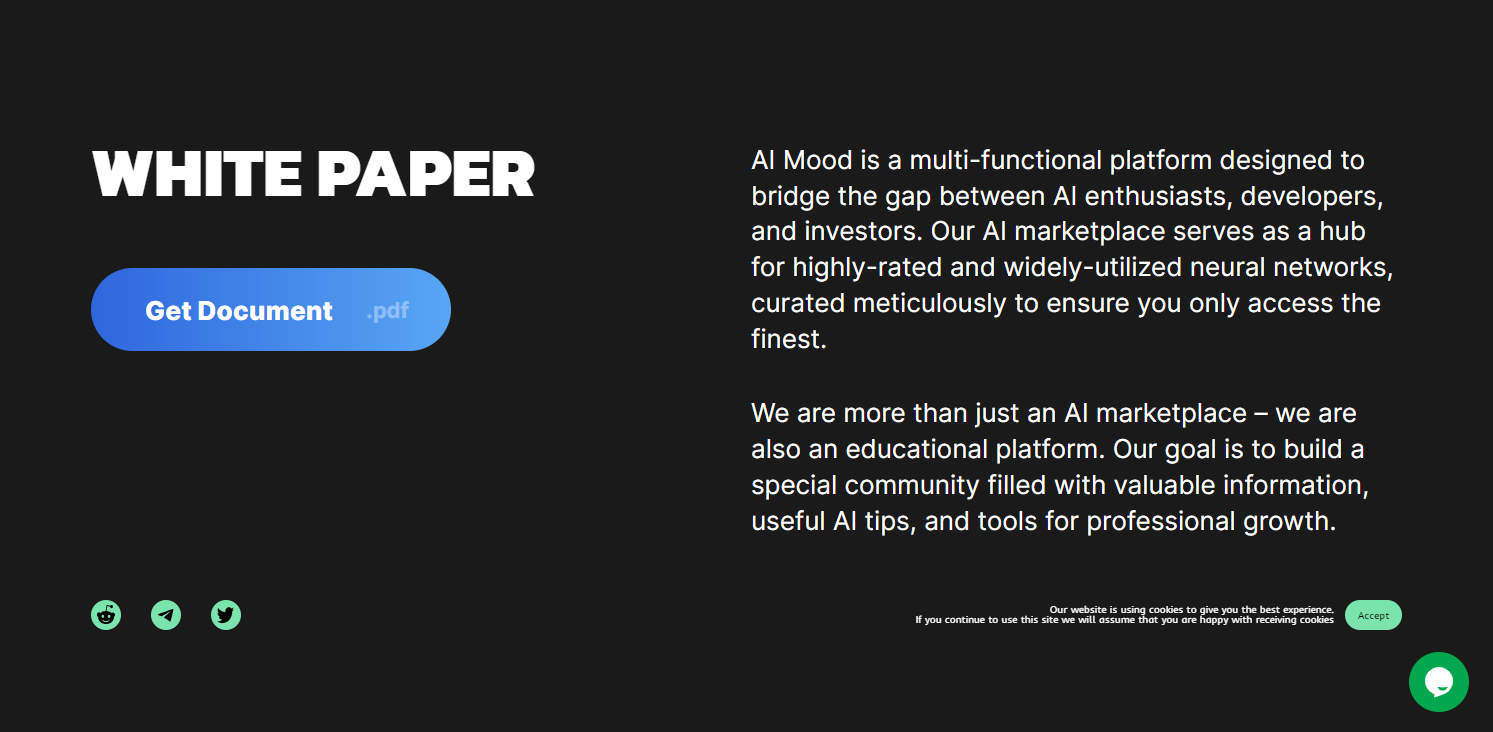 WHITE PAPER
Get Document .pdf
AI Mood is a multi-functional platform designed to
bridge the gap between AI enthusiasts, developers,
and investors. Our AI marketplace serves as a hub
for highly-rated and widely-utilized neural networks,
curated meticulously to ensure you only access the
finest.
We are more than just an AI marketplace – we are
also an educational platform. Our goal is to build a
special community filled with valuable information,
useful AI tips, and tools for professional growth.
Our website is using cookies to give you the best experience.
If you continue to use this site we will assume that you are happy with receiving cookies
Accept